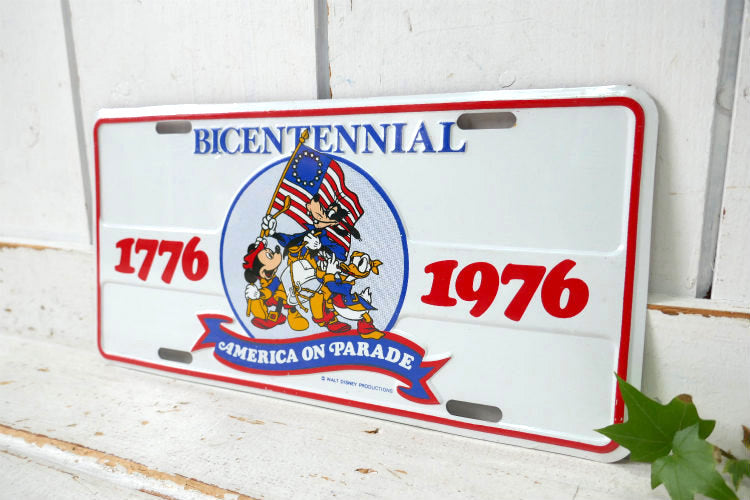 BICENTENNIAL
1776
1976
AMERICA ON PARADE
© WALT DISNEY PRODUCTIONS